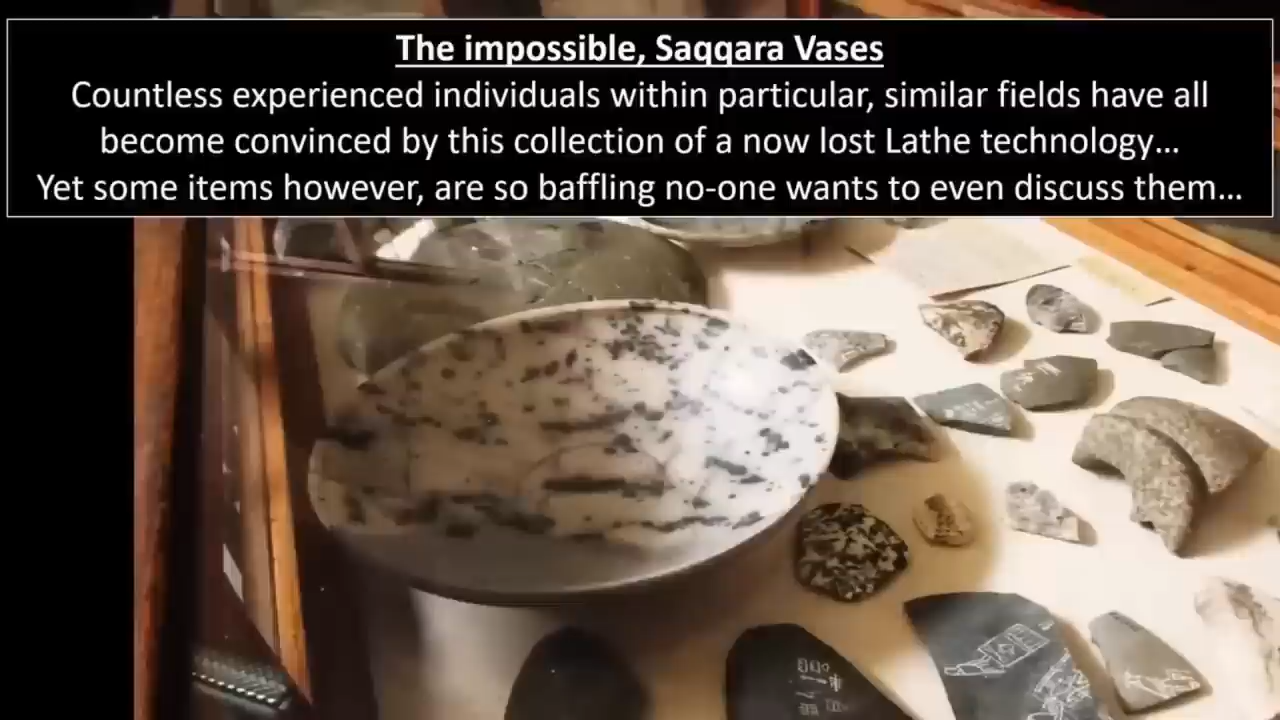 The impossible, Saqqara Vases
Countless experienced individuals within particular, similar fields have all
become convinced by this collection of a now lost Lathe technology...
Yet some items however, are so baffling no-one wants to even discuss them...